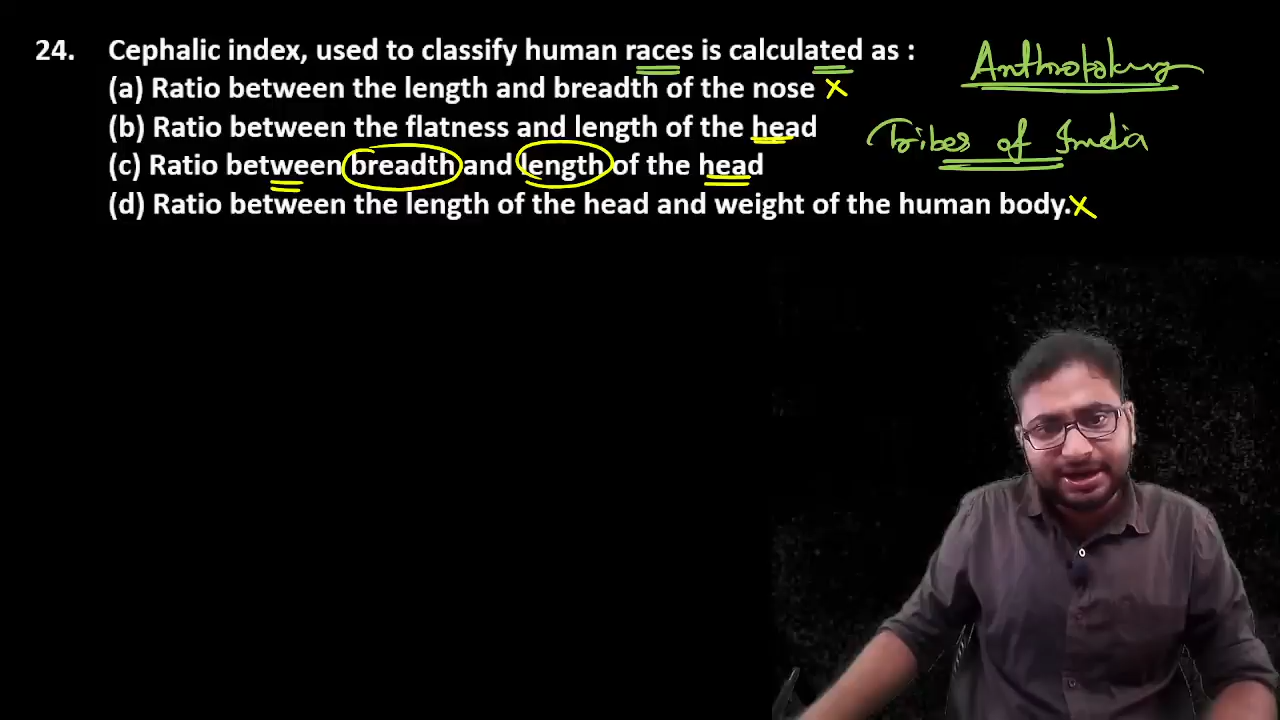 24. Cephalic index, used to classify human races is calculated as :
(a) Ratio between the length and breadth of the nose X
(b) Ratio between the flatness and length of the head
(c) Ratio between breadth and length of the head
(d) Ratio between the length of the head and weight of the human body. X
Tribes of India